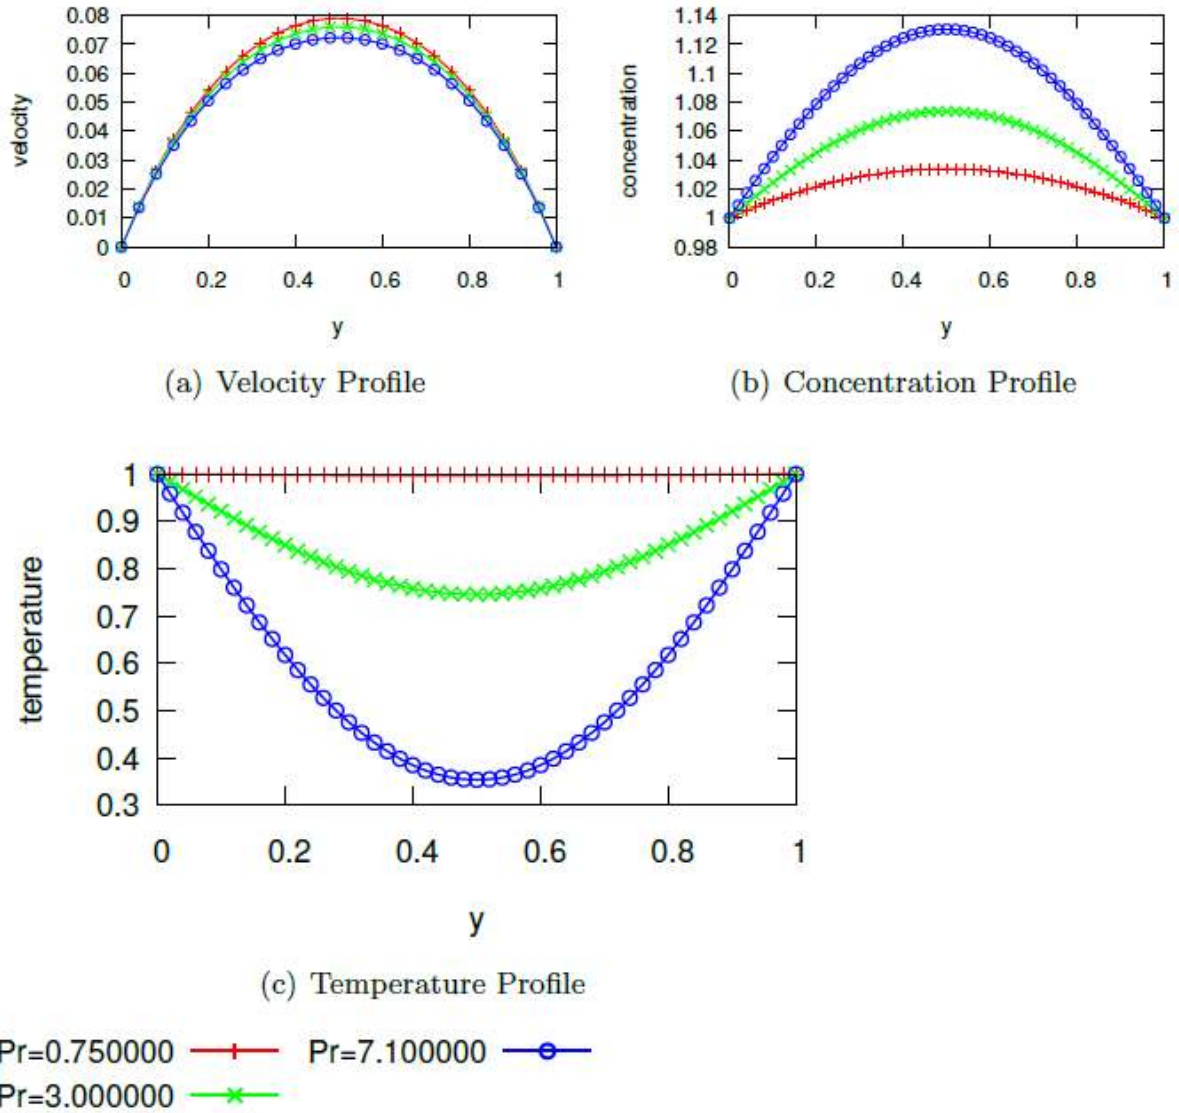 0.08
0.07
0.06
0.05
0.04
0.03
0.02
0.01
0
velocity
0 0.2 0.4 0.6 0.8 1
y
(a) Velocity Profile
1.14
1.12
1.1
1.08
1.06
1.04
1.02
1
0.98
concentration
0 0.2 0.4 0.6 0.8 1
y
(b) Concentration Profile
1
0.9
0.8
0.7
0.6
0.5
0.4
0.3
temperature
0 0.2 0.4 0.6 0.8 1
y
(c) Temperature Profile
Pr=0.750000 Pr=7.100000
Pr=3.000000